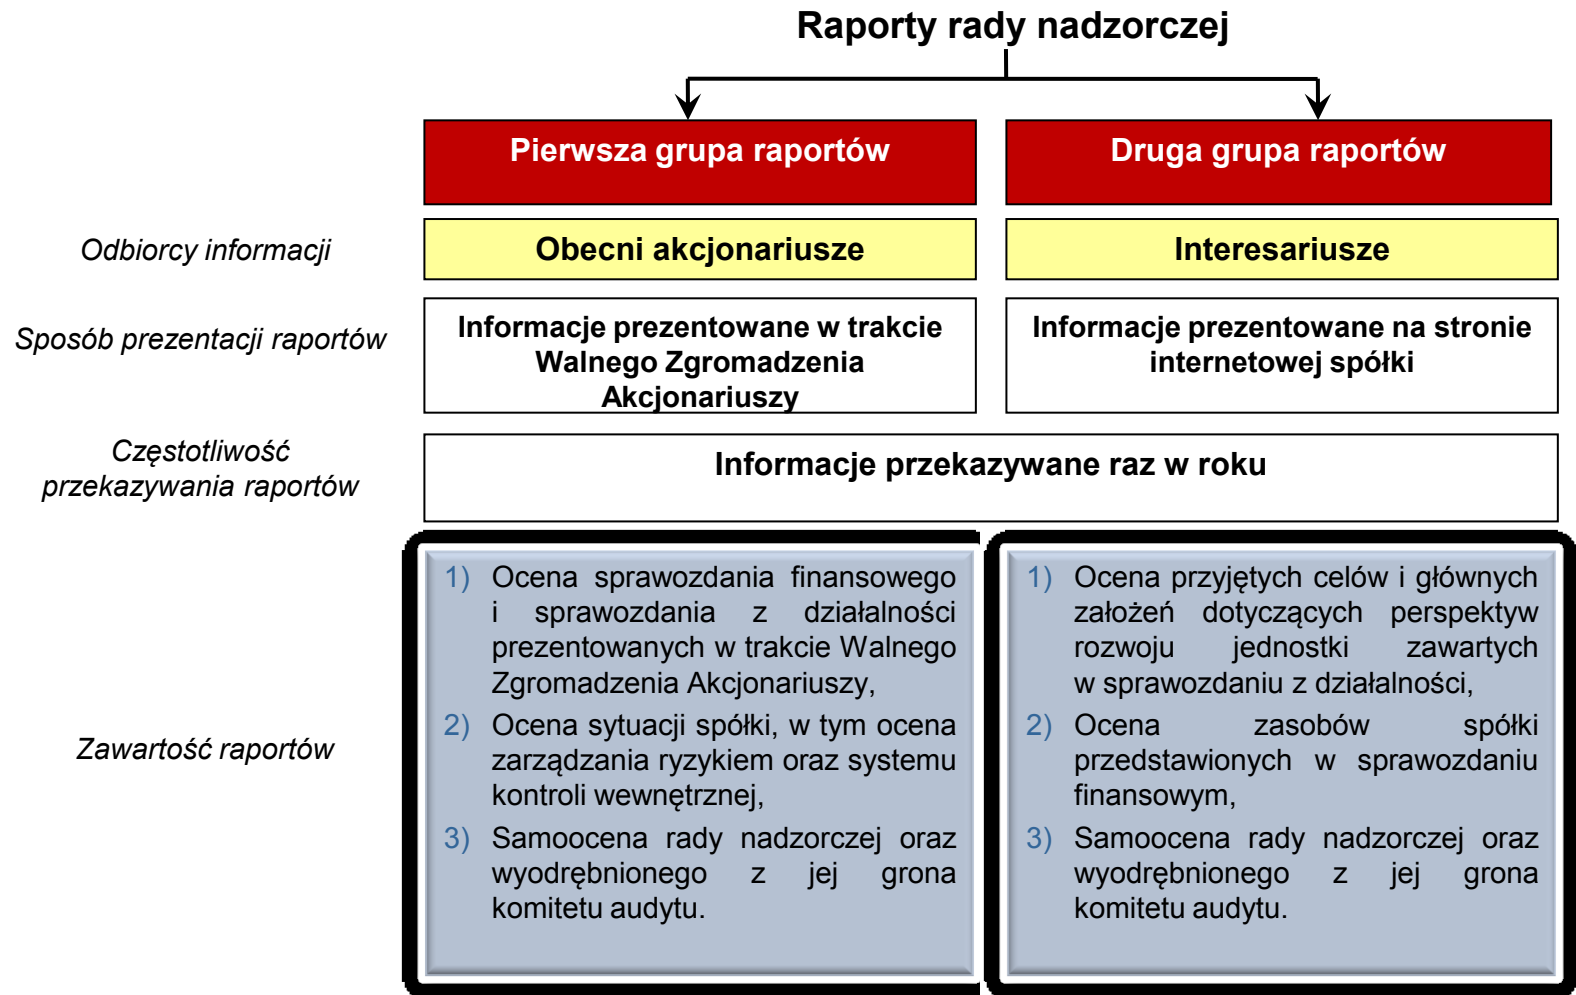 Raporty rady nadzorczej
Pierwsza grupa raportów
Druga grupa raportów
Odbiorcy informacji
Obecni akcjonariusze
Interesariusze
Sposób prezentacji raportów
Informacje prezentowane w trakcie
Walnego Zgromadzenia
Akcjonariuszy
Informacje prezentowane na stronie
internetowej spółki
Częstotliwość
przekazywania raportów
Informacje przekazywane raz w roku
Zawartość raportów
1) Ocena sprawozdania finansowego
i sprawozdania z działalności
prezentowanych w trakcie Walnego
Zgromadzenia Akcjonariuszy,
2) Ocena sytuacji spółki, w tym ocena
zarządzania ryzykiem oraz systemu
kontroli wewnętrznej,
3) Samoocena rady nadzorczej oraz
wyodrębnionego z jej grona
komitetu audytu.
1) Ocena przyjętych celów i głównych
założeń dotyczących perspektyw
rozwoju jednostki zawartych
w sprawozdaniu z działalności,
2) Ocena zasobów spółki
przedstawionych w sprawozdaniu
finansowym,
3) Samoocena rady nadzorczej oraz
wyodrębnionego z jej grona
komitetu audytu.